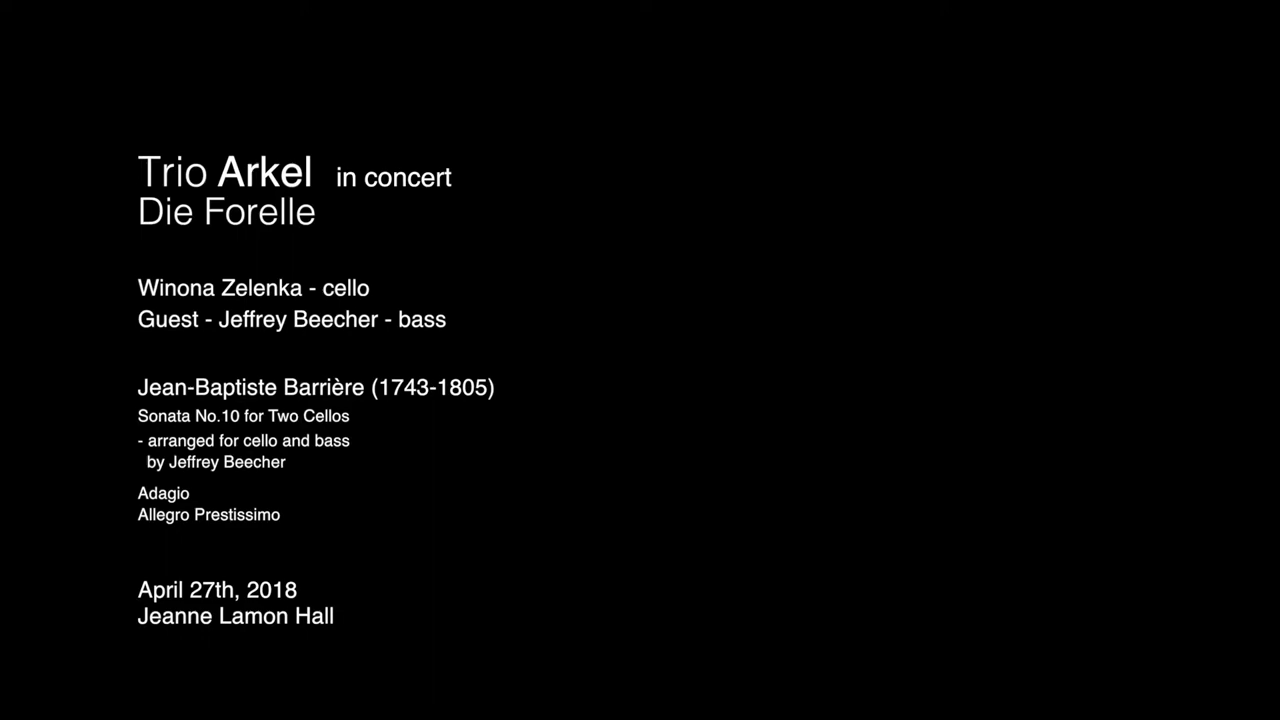 Trio Arkel in concert
Die Forelle
Winona Zelenka - cello
Guest - Jeffrey Beecher - bass
Jean-Baptiste Barrière (1743-1805)
Sonata No.10 for Two Cellos
- arranged for cello and bass
by Jeffrey Beecher
Adagio
Allegro Prestissimo
April 27th, 2018
Jeanne Lamon Hall